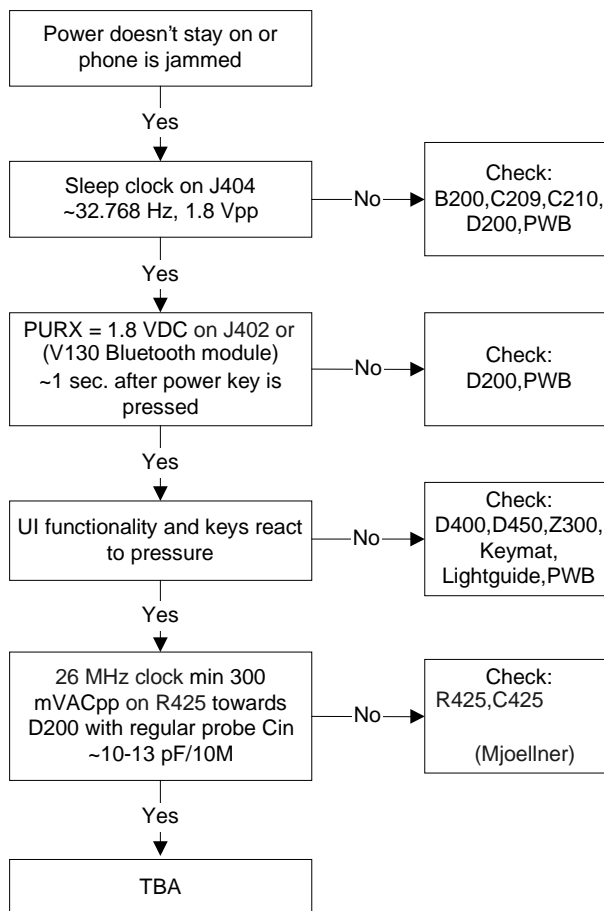 Power doesn't stay on or
phone is jammed
Yes
Sleep clock on J404
~32.768 Hz, 1.8 Vpp
No
Check:
B200,C209,C210,
D200,PWB
Yes
PURX = 1.8 VDC on J402 or
(V130 Bluetooth module)
~1 sec. after power key is
pressed
No
Check:
D200,PWB
Yes
UI functionality and keys react
to pressure
No
Check:
D400,D450,Z300,
Keymat,
Lightguide,PWB
Yes
26 MHz clock min 300
mVACpp on R425 towards
D200 with regular probe Cin
~10-13 pF/10M
No
Check:
R425,C425
(Mjoellner)
Yes
TBA